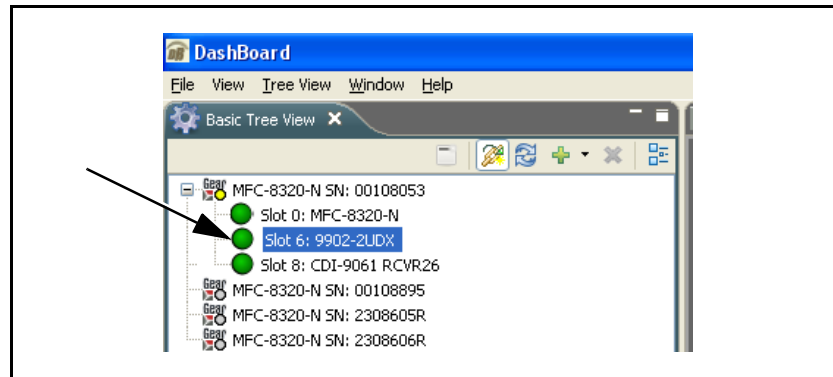 DashBoard
File View Tree View Window Help
Basic Tree View
MFC-8320-N SN: 00108053
Slot 0: MFC-8320-N
Slot 6: 9902-2UDX
Slot 8: CDI-9061 RCVR26
MFC-8320-N SN: 00108895
MFC-8320-N SN: 2308605R
MFC-8320-N SN: 2308606R